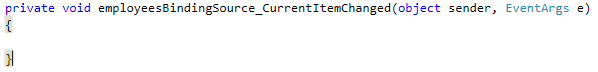 private void employeesBindingSource_CurrentItemChanged(object sender, EventArgs e)
{
}